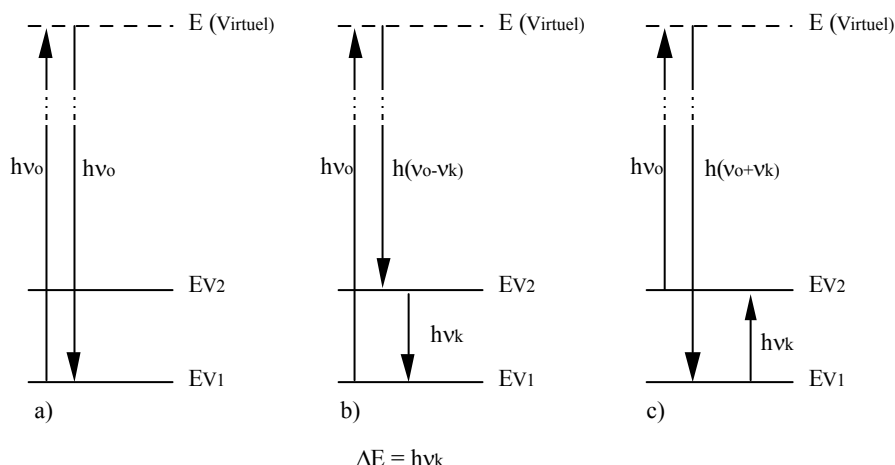 E (Virtuel) E (Virtuel) E (Virtuel)
hνo hνo hνo h(νo-νk) hνo h(νo+νk)
EV2 EV2 EV2
hνk hνk
EV1 EV1 EV1
a) b) c)
ΔE = hνk